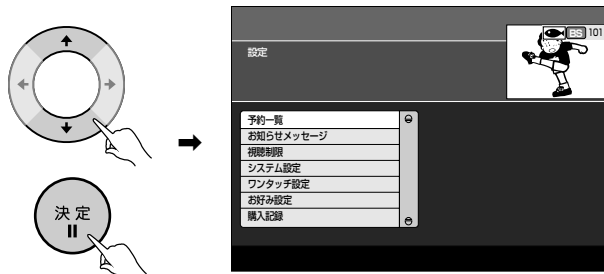 決定
BS 101
設定
予約一覧
お知らせメッセージ
視聴制限
システム設定
ワンタッチ設定
お好み設定
購入記録